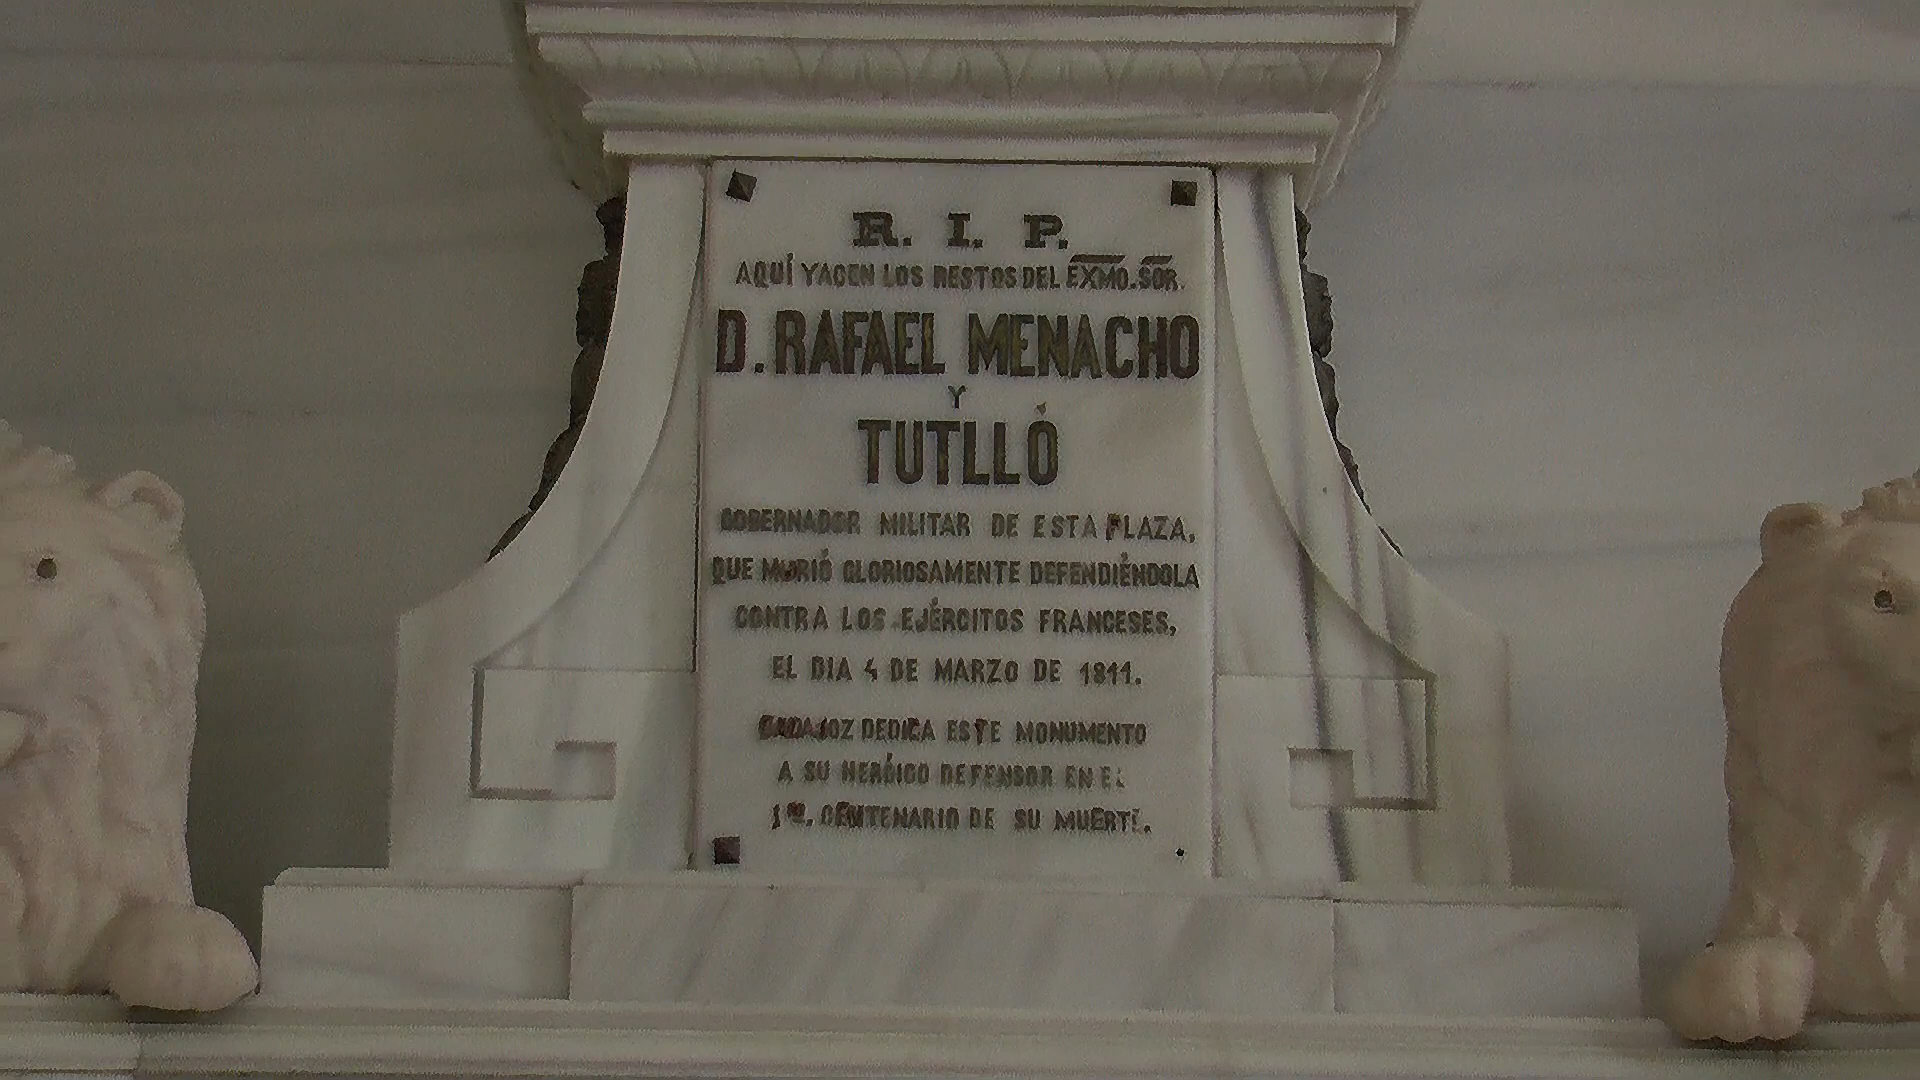 R. I. P.
AQUÍ YACEN LOS RESTOS DEL EXMO. SOR.
D. RAFAEL MENACHO
Y
TUTLLÓ
GOBERNADOR MILITAR DE ESTA PLAZA,
QUE MURIÓ GLORIOSAMENTE DEFENDIÉNDOLA
CONTRA LOS EJÉRCITOS FRANCESES,
EL DIA 4 DE MARZO DE 1811.
BADAJOZ DEDICA ESTE MONUMENTO
A SU HERÓICO DEFENSOR EN EL
1ER. CENTENARIO DE SU MUERTE.